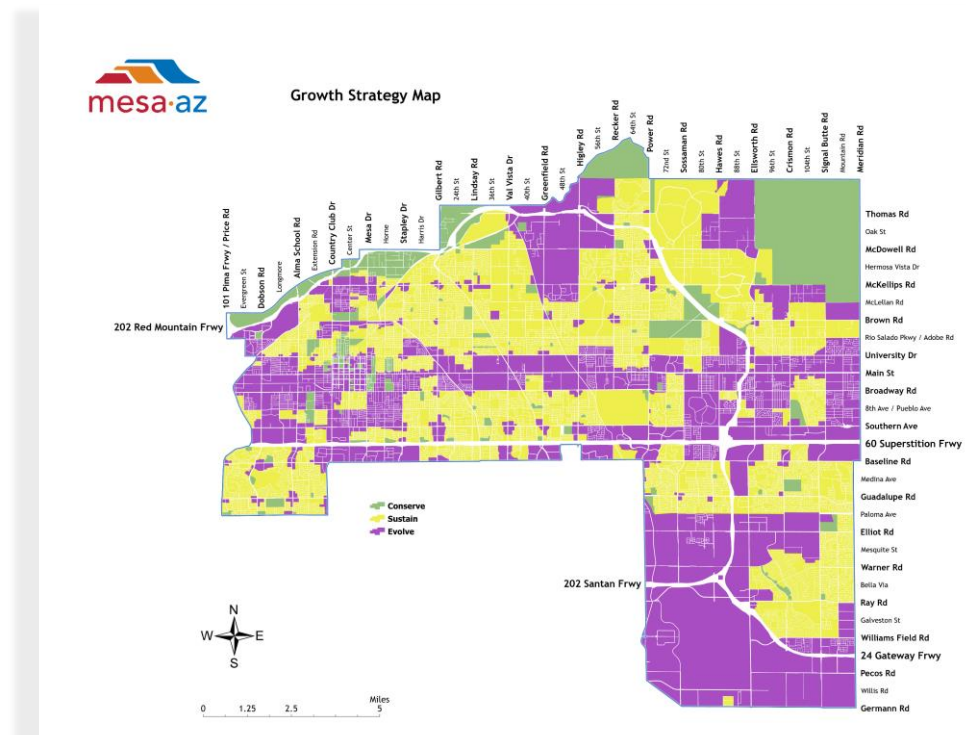 mesa·az
Growth Strategy Map
101 Pima Frwy / Price Rd
Evergreen St
Dobson Rd
Longmore
Alma School Rd
Extension Rd
Country Club Dr
Center St
Mesa Dr
Horne
Stapley Dr
Harris Dr
Gilbert Rd
24th St
Lindsay Rd
36th St
Val Vista Dr
40th St
Greenfield Rd
48th St
Higley Rd
56th St
Recker Rd
64th St
Power Rd
72nd St
Sossaman Rd
80th St
Hawes Rd
88th St
Ellsworth Rd
96th St
Crismon Rd
104th St
Signal Butte Rd
Mountain Rd
Meridian Rd
Thomas Rd
Oak St
McDowell Rd
Hermosa Vista Dr
McKellips Rd
McLellan Rd
Brown Rd
Rio Salado Pkwy / Adobe Rd
University Dr
Main St
Broadway Rd
8th Ave / Pueblo Ave
Southern Ave
60 Superstition Frwy
Baseline Rd
Medina Ave
Guadalupe Rd
Paloma Ave
Elliot Rd
Mesquite St
Warner Rd
Bella Via
Ray Rd
Galveston St
Williams Field Rd
24 Gateway Frwy
Pecos Rd
Willis Rd
Germann Rd
202 Red Mountain Frwy
Conserve
Sustain
Evolve
202 Santan Frwy
N
W E
S
Miles
0 1.25 2.5 5